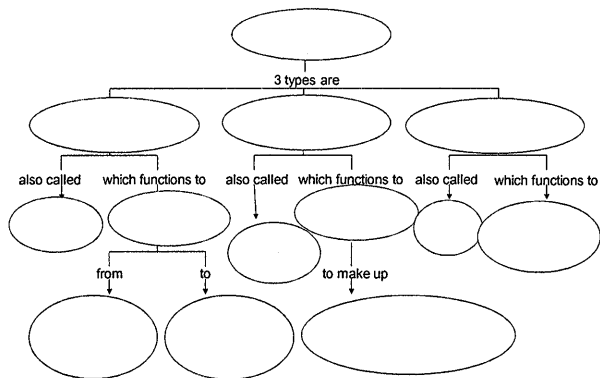 3 types are
also called which functions to also called which functions to also called which functions to
from to to make up